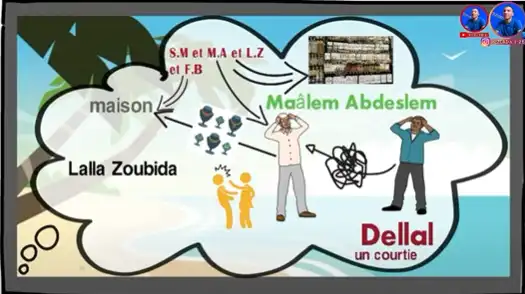 S.M et M.A et L.Z
et F.B
maison
Maâlem Abdeslem
Lalla Zoubida
Dellal
un courtie